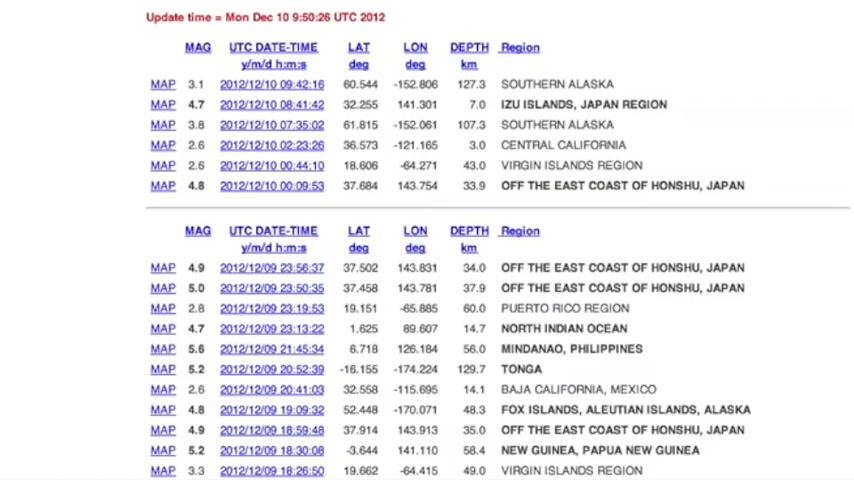 Update time = Mon Dec 10 9:50:26 UTC 2012
MAG UTC DATE-TIME LAT LON DEPTH Region
y/m/d h:m:s deg deg km
MAP 3.1 2012/12/10 09:42:16 60.544 -152.806 127.3 SOUTHERN ALASKA
MAP 4.7 2012/12/10 08:41:42 32.255 141.301 7.0 IZU ISLANDS, JAPAN REGION
MAP 3.8 2012/12/10 07:35:02 61.815 -152.061 107.3 SOUTHERN ALASKA
MAP 2.6 2012/12/10 02:23:26 36.573 -121.165 3.0 CENTRAL CALIFORNIA
MAP 2.6 2012/12/10 00:44:10 18.606 -64.271 43.0 VIRGIN ISLANDS REGION
MAP 4.8 2012/12/10 00:09:53 37.684 143.754 33.9 OFF THE EAST COAST OF HONSHU, JAPAN
MAG UTC DATE-TIME LAT LON DEPTH Region
y/m/d h:m:s deg deg km
MAP 4.9 2012/12/09 23:56:37 37.502 143.831 34.0 OFF THE EAST COAST OF HONSHU, JAPAN
MAP 5.0 2012/12/09 23:50:35 37.458 143.781 37.9 OFF THE EAST COAST OF HONSHU, JAPAN
MAP 2.8 2012/12/09 23:19:53 19.151 -65.885 60.0 PUERTO RICO REGION
MAP 4.7 2012/12/09 23:13:22 1.625 89.607 14.7 NORTH INDIAN OCEAN
MAP 5.6 2012/12/09 21:45:34 6.718 126.184 56.0 MINDANAO, PHILIPPINES
MAP 5.2 2012/12/09 20:52:39 -16.155 -174.224 129.7 TONGA
MAP 2.6 2012/12/09 20:41:03 32.558 -115.695 14.1 BAJA CALIFORNIA, MEXICO
MAP 4.8 2012/12/09 19:09:32 52.448 -170.071 48.3 FOX ISLANDS, ALEUTIAN ISLANDS, ALASKA
MAP 4.9 2012/12/09 18:59:48 37.914 143.913 35.0 OFF THE EAST COAST OF HONSHU, JAPAN
MAP 5.2 2012/12/09 18:30:08 -3.644 141.110 58.4 NEW GUINEA, PAPUA NEW GUINEA
MAP 3.3 2012/12/09 18:26:50 19.662 -64.415 49.0 VIRGIN ISLANDS REGION